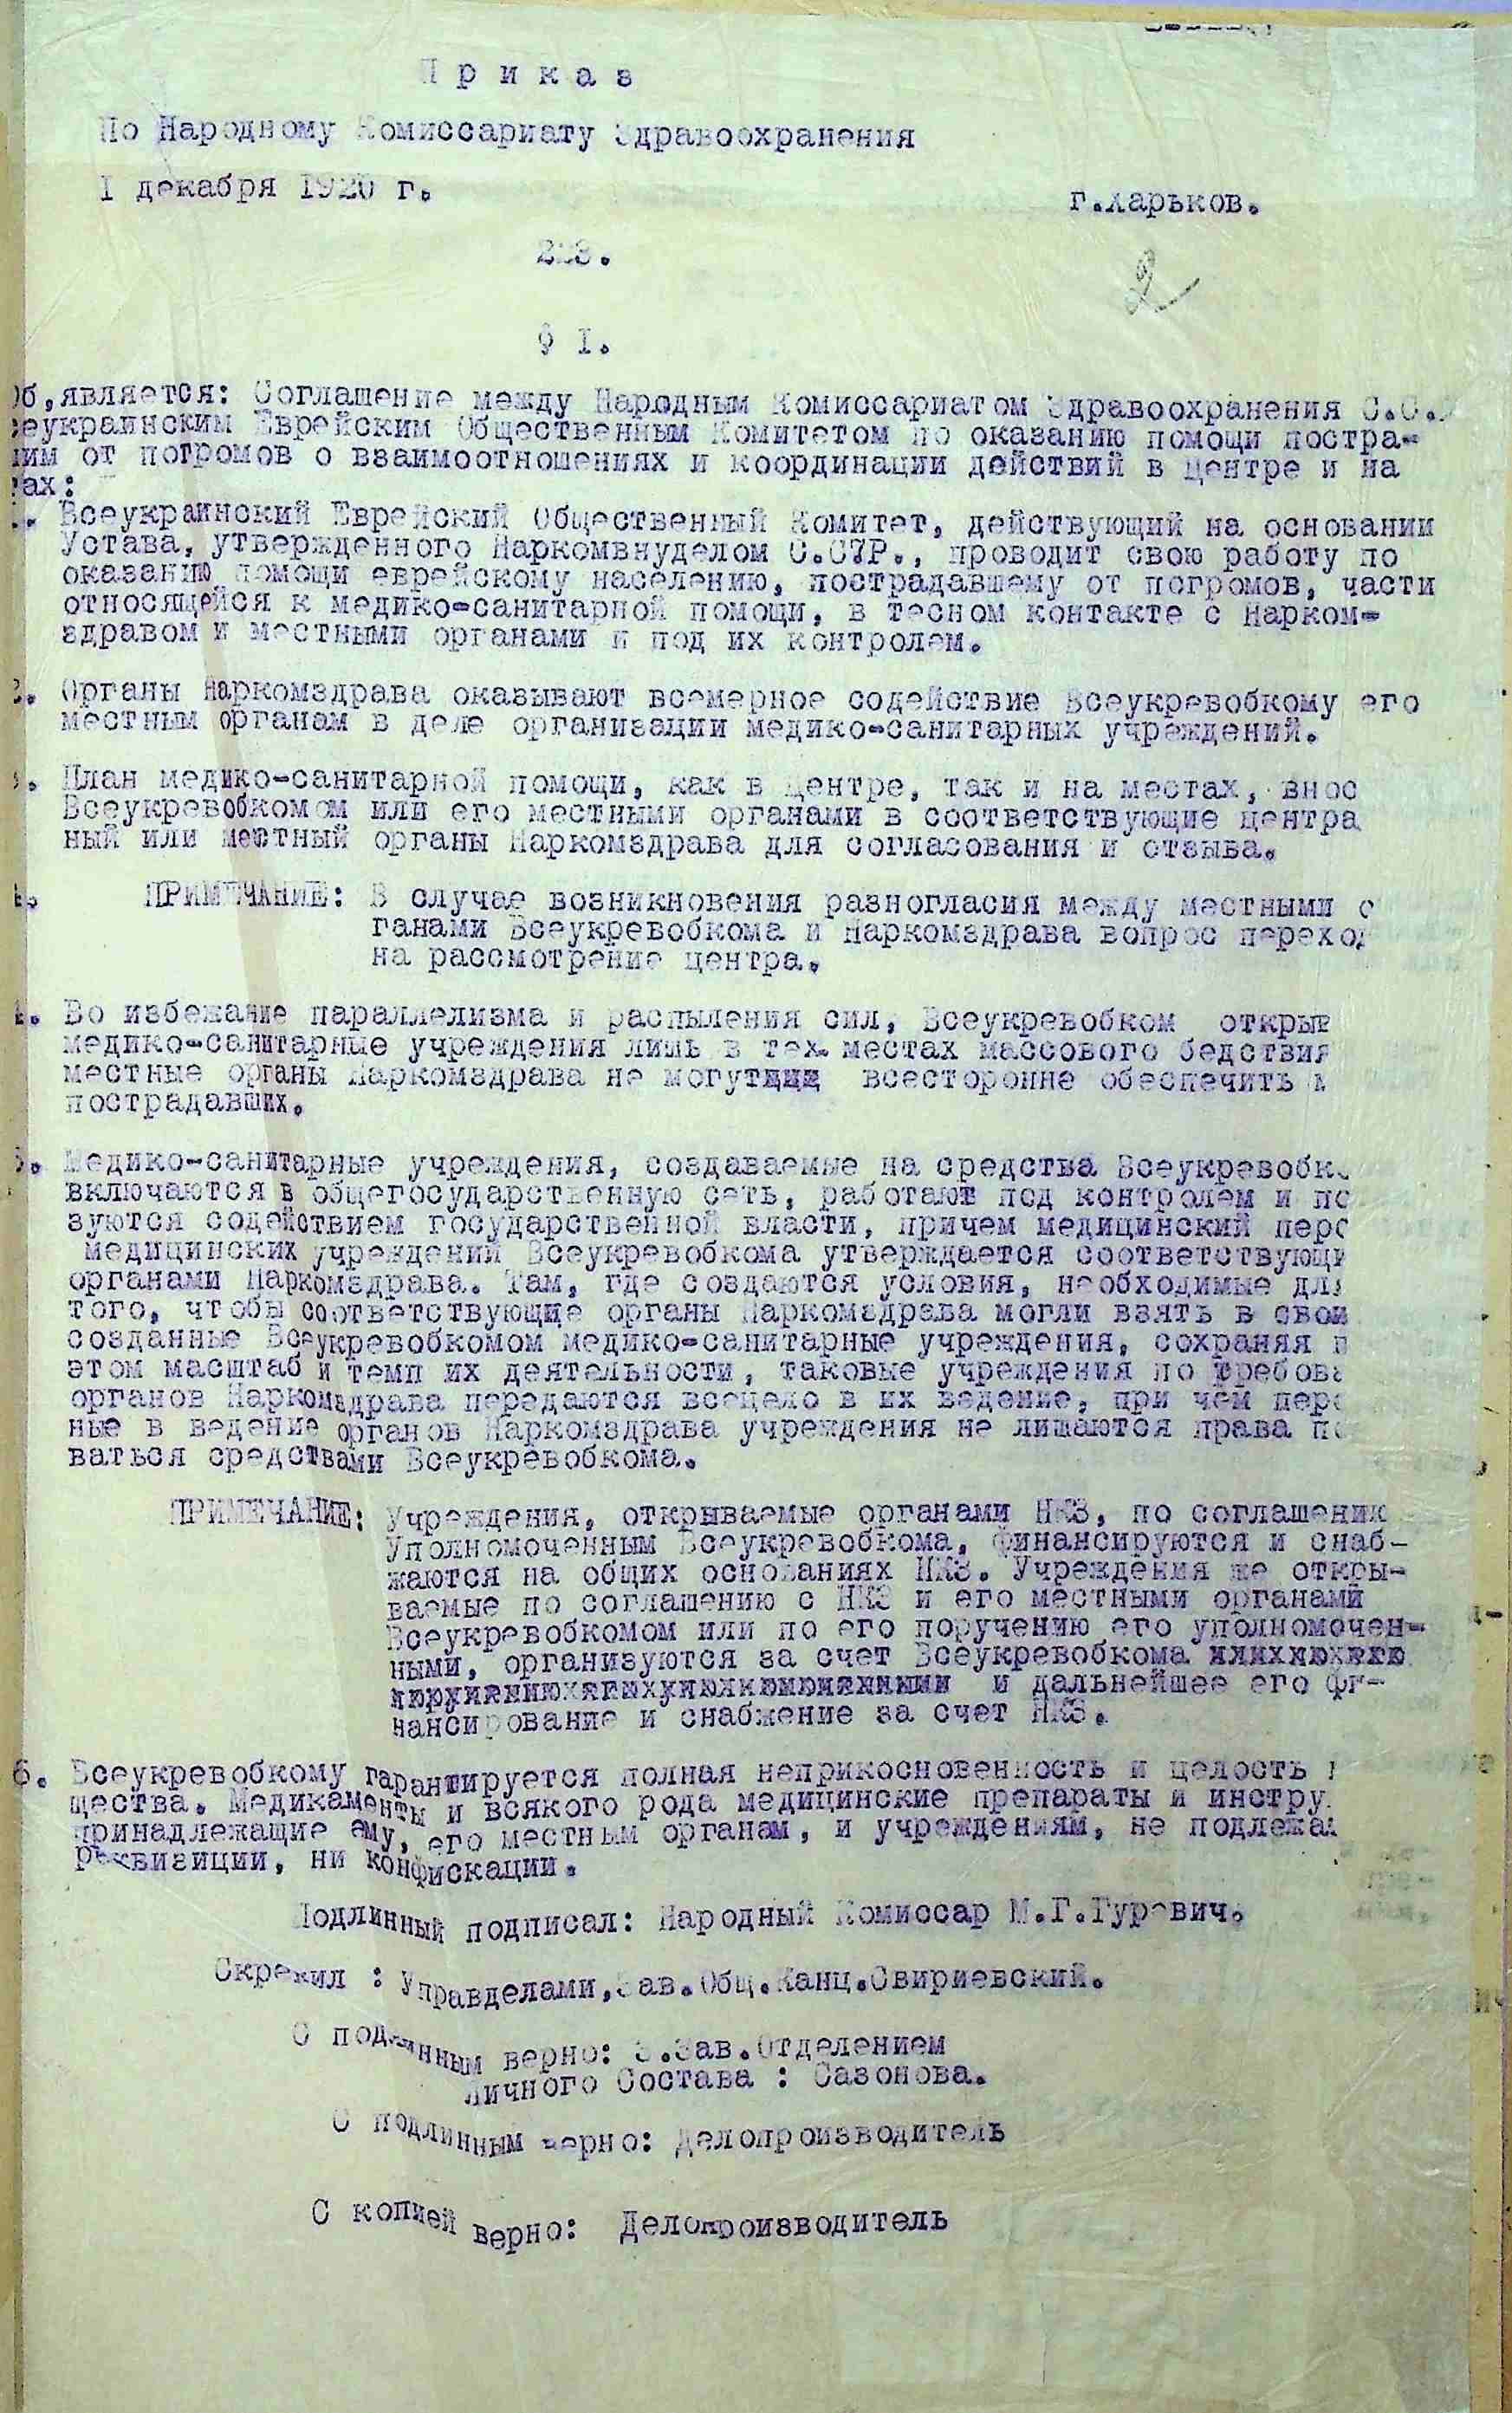 Приказ
По Народному Комиссариату Здравоохранения
I декабря 1920 г.
г.Харьков.
2
§ I.
Об,является: Соглашение между Народным Комиссариатом Здравоохранения С.С.
сеукраинским Еврейским Общественным Комитетом по оказанию помощи постра-
шим от погромов о взаимоотношениях и координации действий в центре и на
тах:
Всеукраинский Еврейский Общественный Комитет, действующий на основании
Устава, утвержденного Наркомвнуделом С.С?Р., проводит свою работу по
оказанию помощи еврейскому населению, пострадавшему от погромов, части
относящейся к медико-санитарной помощи, в тесном контакте с Нарком-
здравом и местными органами и под их контролем.
2. Органы Наркомздрава оказывают всемерное содействие Всеукревобкому его
местным органам в деле организации медико-санитарных учреждений.
3. План медико-санитарной помощи, как в центре, так и на местах, внос
Всеукревобкомом или его местными органами в соответствующие центра
ный или местный органы Наркомздрава для согласования и отзыва.
ПРИМЕЧАНИЕ: В случае возникновения разногласия между местными о
ганами Всеукревобкома и Наркомздрава вопрос переход
на рассмотрение центра.
4. Во избежание параллелизма и распыления сил, Всеукревобком открыв
медико-санитарные учреждения лишь в тех местах массового бедствия
местные органы Наркомздрава не могут всесторонне обеспечить м
пострадавших.
5. Медико-санитарные учреждения, создаваемые на средства Всеукревобко
включаются в общегосударственную сеть, работают под контролем и по
зуются содействием государственной власти, причем медицинский перс
медицинских учреждений Всеукревобкома утверждается соответствующи
органами Наркомздрава. Там, где создаются условия, необходимые для
того, чтобы соответствующие органы Наркомздрава могли взять в свои
созданные Всеукревобкомом медико-санитарные учреждения, сохраняя п
этом масштаб и темп их деятельности, таковые учреждения по требова
органов Наркомздрава передаются всецело в их ведение, при чем пере
ные в ведение органов Наркомздрава учреждения не лишаются права по
ваться средствами Всеукревобкома.
ПРИМЕЧАНИЕ: Учреждения, открываемые органами НКЗ, по соглашению
Уполномоченным Всеукревобкома, финансируются и снаб-
жаются на общих основаниях НКЗ. Учреждения же откры-
ваемые по соглашению с НКЗ и его местными органами
Всеукревобкомом или по его поручению его уполномочен-
ными, организуются за счет Всеукревобкома
и дальнейшее его фи-
нансирование и снабжение за счет НКЗ.
6. Всеукревобкому гарантируется полная неприкосновенность и целость
щества. Медикаменты и всякого рода медицинские препараты и инстру
принадлежащие ему, его местным органам, и учреждениям, не подлежат
реквизиции, ни конфискации.
Подлинный подписал: Народный Комиссар М.Г.Гуревич.
Скрепил : Управделами,Зав.Общ.Канц.Свириевский.
С подлинным верно: З.Зав.Отделением
Личного Состава : Сазонова.
С подлинным верно: Делопроизводитель
С копией верно: Делопроизводитель